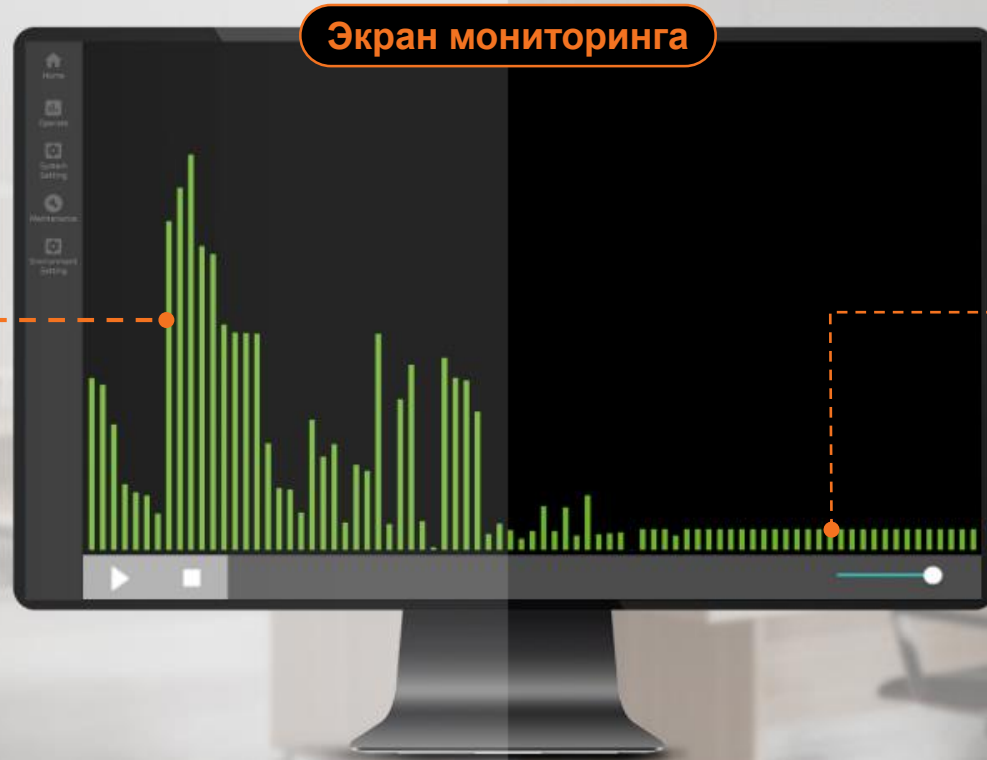 Экран мониторинга
Home
Operate
System
Setting
Maintenance
Environment
Setting